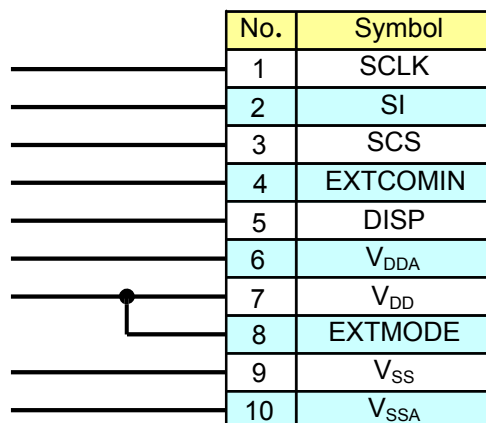 No. Symbol
1 SCLK
2 SI
3 SCS
4 EXTCOMIN
5 DISP
6 VDDA
7 VDD
8 EXTMODE
9 VSS
10 VSSA